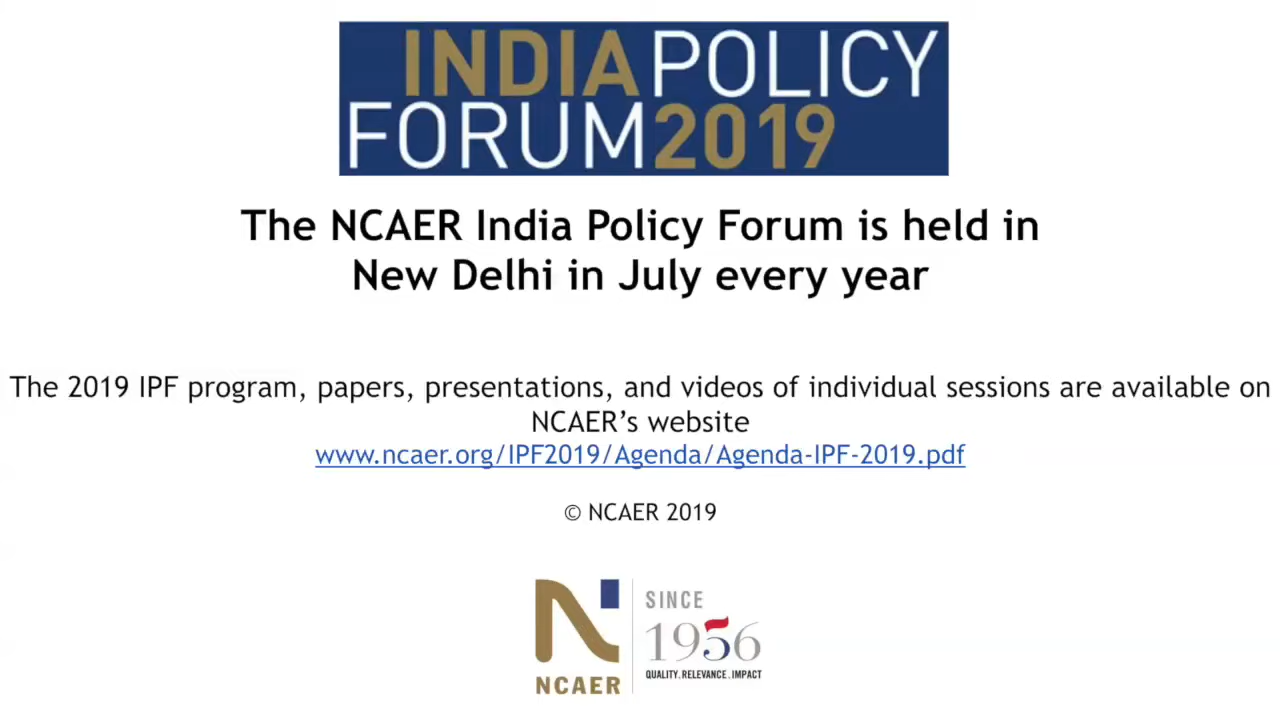 INDIA POLICY
FORUM 2019
The NCAER India Policy Forum is held in
New Delhi in July every year
The 2019 IPF program, papers, presentations, and videos of individual sessions are available on
NCAER’s website
www.ncaer.org/IPF2019/Agenda/Agenda-IPF-2019.pdf
© NCAER 2019
NCAER
SINCE
1956
QUALITY. RELEVANCE. IMPACT